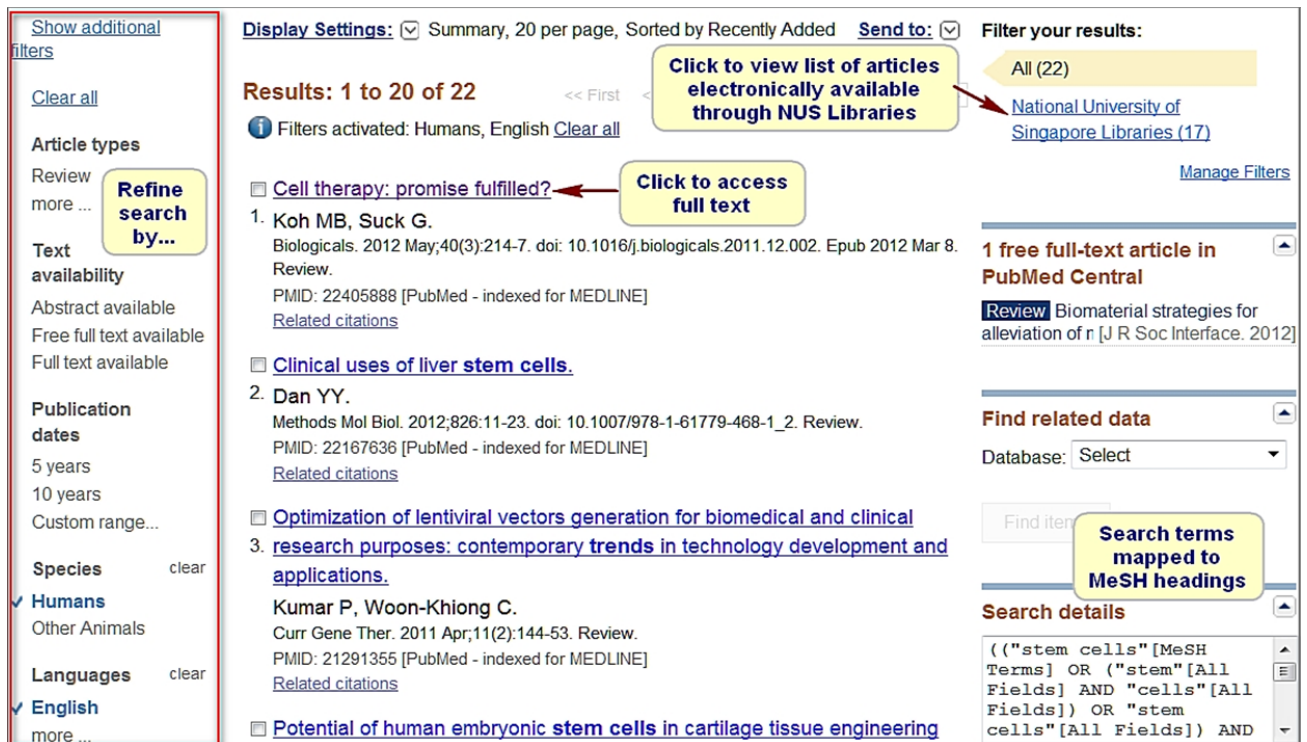 Show additional
filters
Clear all
Article types
Review
more ...
Refine
search
by...
Text
availability
Abstract available
Free full text available
Full text available
Publication
dates
5 years
10 years
Custom range...
Species clear
Humans
Other Animals
Languages clear
English
more ...
Display Settings: Summary, 20 per page, Sorted by Recently Added Send to:
Results: 1 to 20 of 22 << First
Click to view list of articles
electronically available
through NUS Libraries
Filters activated: Humans, English Clear all
Cell therapy: promise fulfilled?
Click to access
full text
1. Koh MB, Suck G.
Biologicals. 2012 May;40(3):214-7. doi: 10.1016/j.biologicals.2011.12.002. Epub 2012 Mar 8.
Review.
PMID: 22405888 [PubMed - indexed for MEDLINE]
Related citations
Clinical uses of liver stem cells.
2. Dan YY.
Methods Mol Biol. 2012;826:11-23. doi: 10.1007/978-1-61779-468-1_2. Review.
PMID: 22167636 [PubMed - indexed for MEDLINE]
Related citations
Optimization of lentiviral vectors generation for biomedical and clinical
3. research purposes: contemporary trends in technology development and
applications.
Kumar P, Woon-Khiong C.
Curr Gene Ther. 2011 Apr;11(2):144-53. Review.
PMID: 21291355 [PubMed - indexed for MEDLINE]
Related citations
Potential of human embryonic stem cells in cartilage tissue engineering
Filter your results:
All (22)
National University of
Singapore Libraries (17)
Manage Filters
1 free full-text article in
PubMed Central
Review Biomaterial strategies for
alleviation of [J R Soc Interface. 2012]
Find related data
Database: Select
Find
Search terms
mapped to
MeSH headings
Search details
(("stem cells"[MeSH
Terms] OR ("stem"[All
Fields] AND "cells"[All
Fields]) OR "stem
cells"[All Fields]) AND